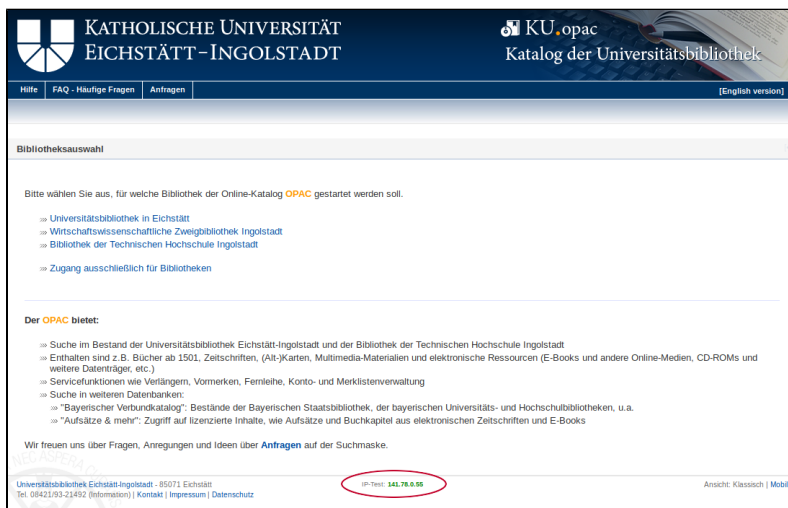 KATHOLISCHE UNIVERSITÄT
EICHSTÄTT-INGOLSTADT
KU.opac
Katalog der Universitätsbibliothek
Hilfe FAQ - Häufige Fragen Anfragen [English version]
Bibliotheksauswahl
Bitte wählen Sie aus, für welche Bibliothek der Online-Katalog OPAC gestartet werden soll.
Universitätsbibliothek in Eichstätt
Wirtschaftswissenschaftliche Zweigbibliothek Ingolstadt
Bibliothek der Technischen Hochschule Ingolstadt
Zugang ausschließlich für Bibliotheken
Der OPAC bietet:
Suche im Bestand der Universitätsbibliothek Eichstätt-Ingolstadt und der Bibliothek der Technischen Hochschule Ingolstadt
Enthalten sind z.B. Bücher ab 1501, Zeitschriften, (Alt-)Karten, Multimedia-Materialien und elektronische Ressourcen (E-Books und andere Online-Medien, CD-ROMs und
weitere Datenträger, etc.)
Servicefunktionen wie Verlängern, Vormerken, Fernleihe, Konto- und Merklistenverwaltung
Suche in weiteren Datenbanken:
"Bayerischer Verbundkatalog": Bestände der Bayerischen Staatsbibliothek, der bayerischen Universitäts- und Hochschulbibliotheken, u.a.
"Aufsätze & mehr": Zugriff auf lizenzierte Inhalte, wie Aufsätze und Buchkapitel aus elektronischen Zeitschriften und E-Books
Wir freuen uns über Fragen, Anregungen und Ideen über Anfragen auf der Suchmaske.
NEC ASPERA
Universitätsbibliothek Eichstätt-Ingolstadt - 85071 Eichstätt IP-Test: 141.78.0.55 Ansicht: Klassisch | Mobil
Tel. 08421/93-21492 (Information) | Kontakt | Impressum | Datenschutz